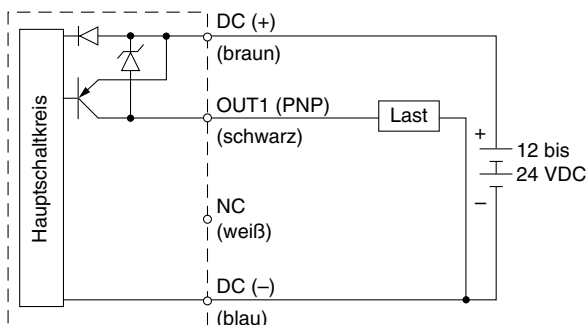 DC (+)
(braun)
OUT1 (PNP)
(schwarz)
Last
Hauptschaltkreis
+
12 bis
24 VDC
–
NC
(weiß)
DC (–)
(blau)